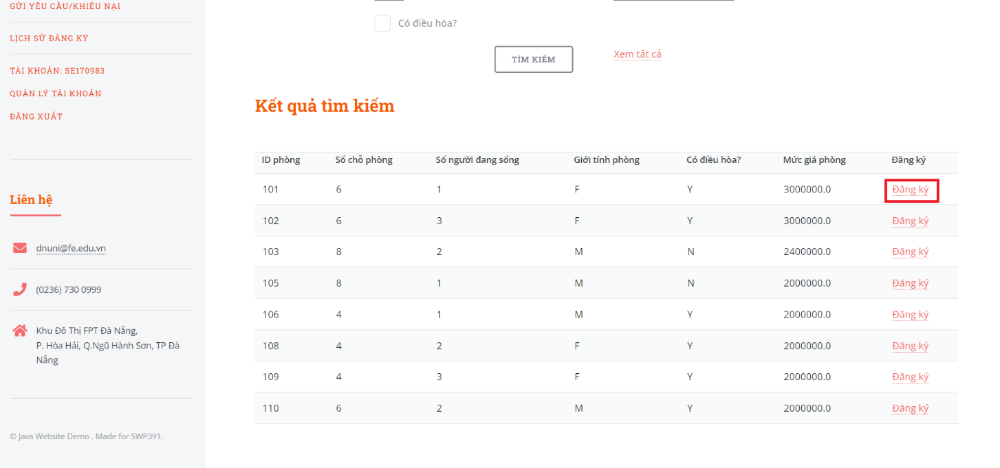 GỬI YÊU CẦU/KHIẾU NẠI
LỊCH SỬ ĐĂNG KÝ
TÀI KHOẢN: SE170983
QUẢN LÝ TÀI KHOẢN
ĐĂNG XUẤT
Liên hệ
dnuni@fe.edu.vn
(0236) 730 0999
Khu Đô Thị FPT Đà Nẵng,
P. Hòa Hải, Q.Ngũ Hành Sơn, TP Đà
Nẵng
© Java Website Demo . Made for SWP391.
Có điều hòa?
TÌM KIẾM
Xem tất cả
Kết quả tìm kiếm
ID phòng Số chỗ phòng Số người đang sống Giới tính phòng Có điều hòa? Mức giá phòng Đăng ký
101 6 1 F Y 3000000.0 Đăng ký
102 6 3 F Y 3000000.0 Đăng ký
103 8 2 M N 2400000.0 Đăng ký
105 8 1 M N 2000000.0 Đăng ký
106 4 1 M Y 2000000.0 Đăng ký
108 4 2 F Y 2000000.0 Đăng ký
109 4 3 F Y 2000000.0 Đăng ký
110 6 2 M Y 2000000.0 Đăng ký